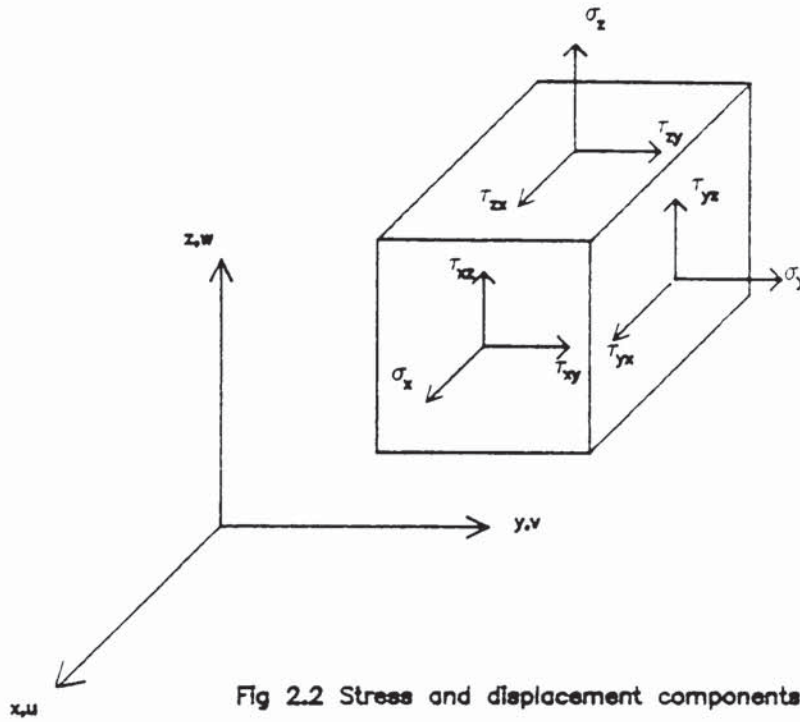 σz
τzy
τzx
τyz
z,w
τxz
σy
τyx
σx
τxy
y,v
x,u
Fig 2.2 Stress and displacement components